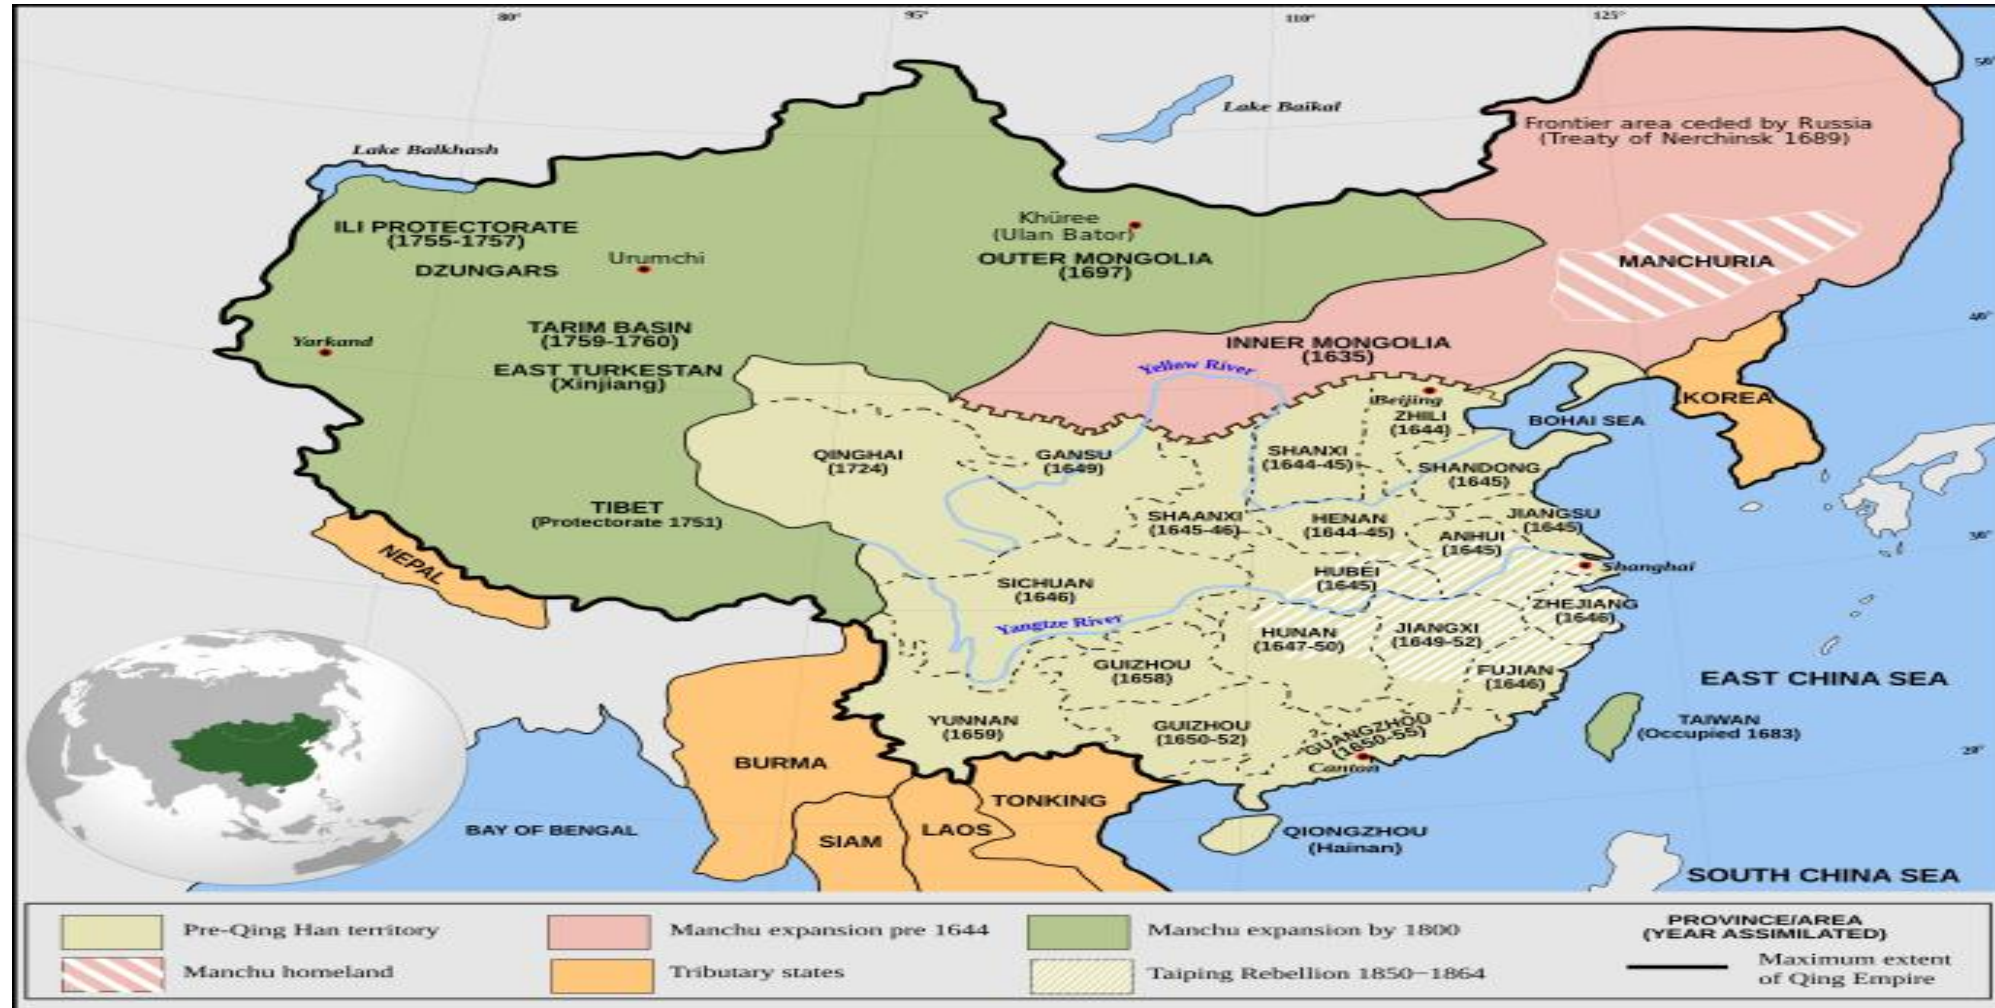 80°
95°
110°
125°
50°
Lake Baikal
Frontier area ceded by Russia
(Treaty of Nerchinsk 1689)
Lake Balkhash
ILI PROTECTORATE
(1755-1757)
DZUNGARS
Urumchi
Khüree
(Ulan Bator)
OUTER MONGOLIA
(1697)
MANCHURIA
40°
Yarkand
TARIM BASIN
(1759-1760)
EAST TURKESTAN
(Xinjiang)
INNER MONGOLIA
(1635)
Yellow River
Beijing
ZHILI
(1644)
BOHAI SEA
KOREA
QINGHAI
(1724)
GANSU
(1649)
SHANXI
(1644-45)
SHANDONG
(1645)
TIBET
(Protectorate 1751)
SHAANXI
(1645-46)
HENAN
(1644-45)
JIANGSU
(1645)
ANHUI
(1645)
30°
NEPAL
SICHUAN
(1646)
HUBEI
(1645)
Shanghai
Yangtze River
ZHEJIANG
(1646)
HUNAN
(1647-50)
JIANGXI
(1649-52)
GUIZHOU
(1658)
FUJIAN
(1646)
EAST CHINA SEA
YUNNAN
(1659)
GUIZHOU
(1650-52)
GUANGZHOU
(1650-55)
Canton
TAIWAN
(Occupied 1683)
20°
BURMA
TONKING
BAY OF BENGAL
SIAM
LAOS
QIONGZHOU
(Hainan)
SOUTH CHINA SEA
Pre-Qing Han territory
Manchu expansion pre 1644
Manchu expansion by 1800
PROVINCE/AREA
(YEAR ASSIMILATED)
Manchu homeland
Tributary states
Taiping Rebellion 1850−1864
Maximum extent
of Qing Empire